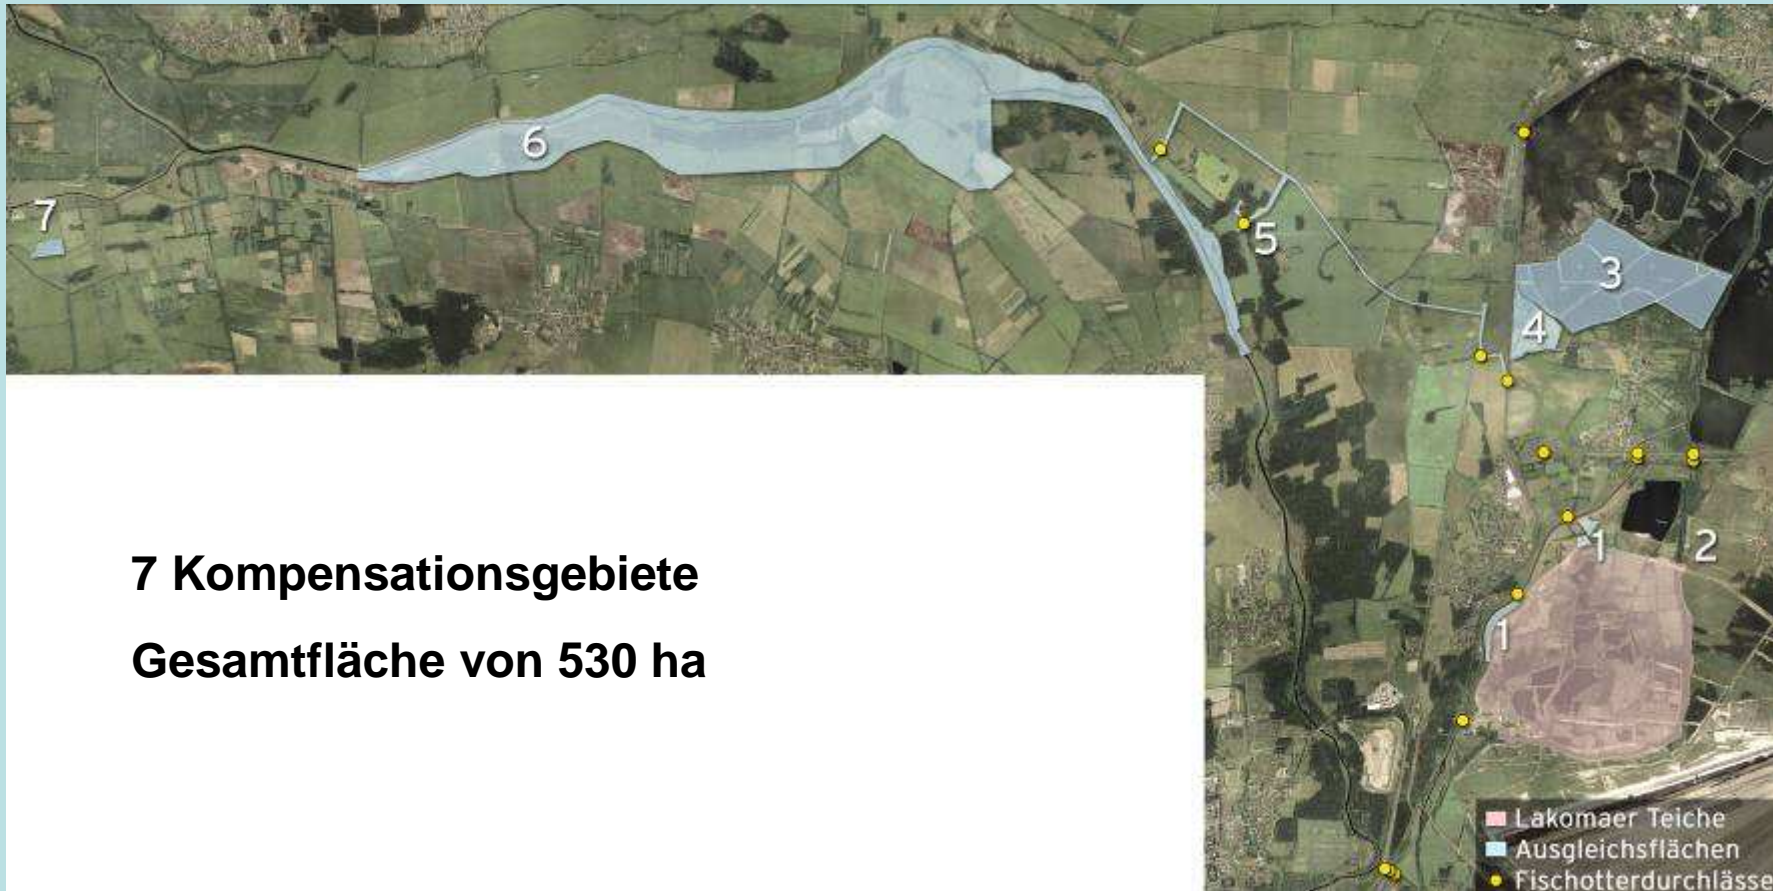 6
7
5
3
4
1
2
1
7 Kompensationsgebiete
Gesamtfläche von 530 ha
Lakomaer Teiche
Ausgleichsflächen
Fischotterdurchlässe